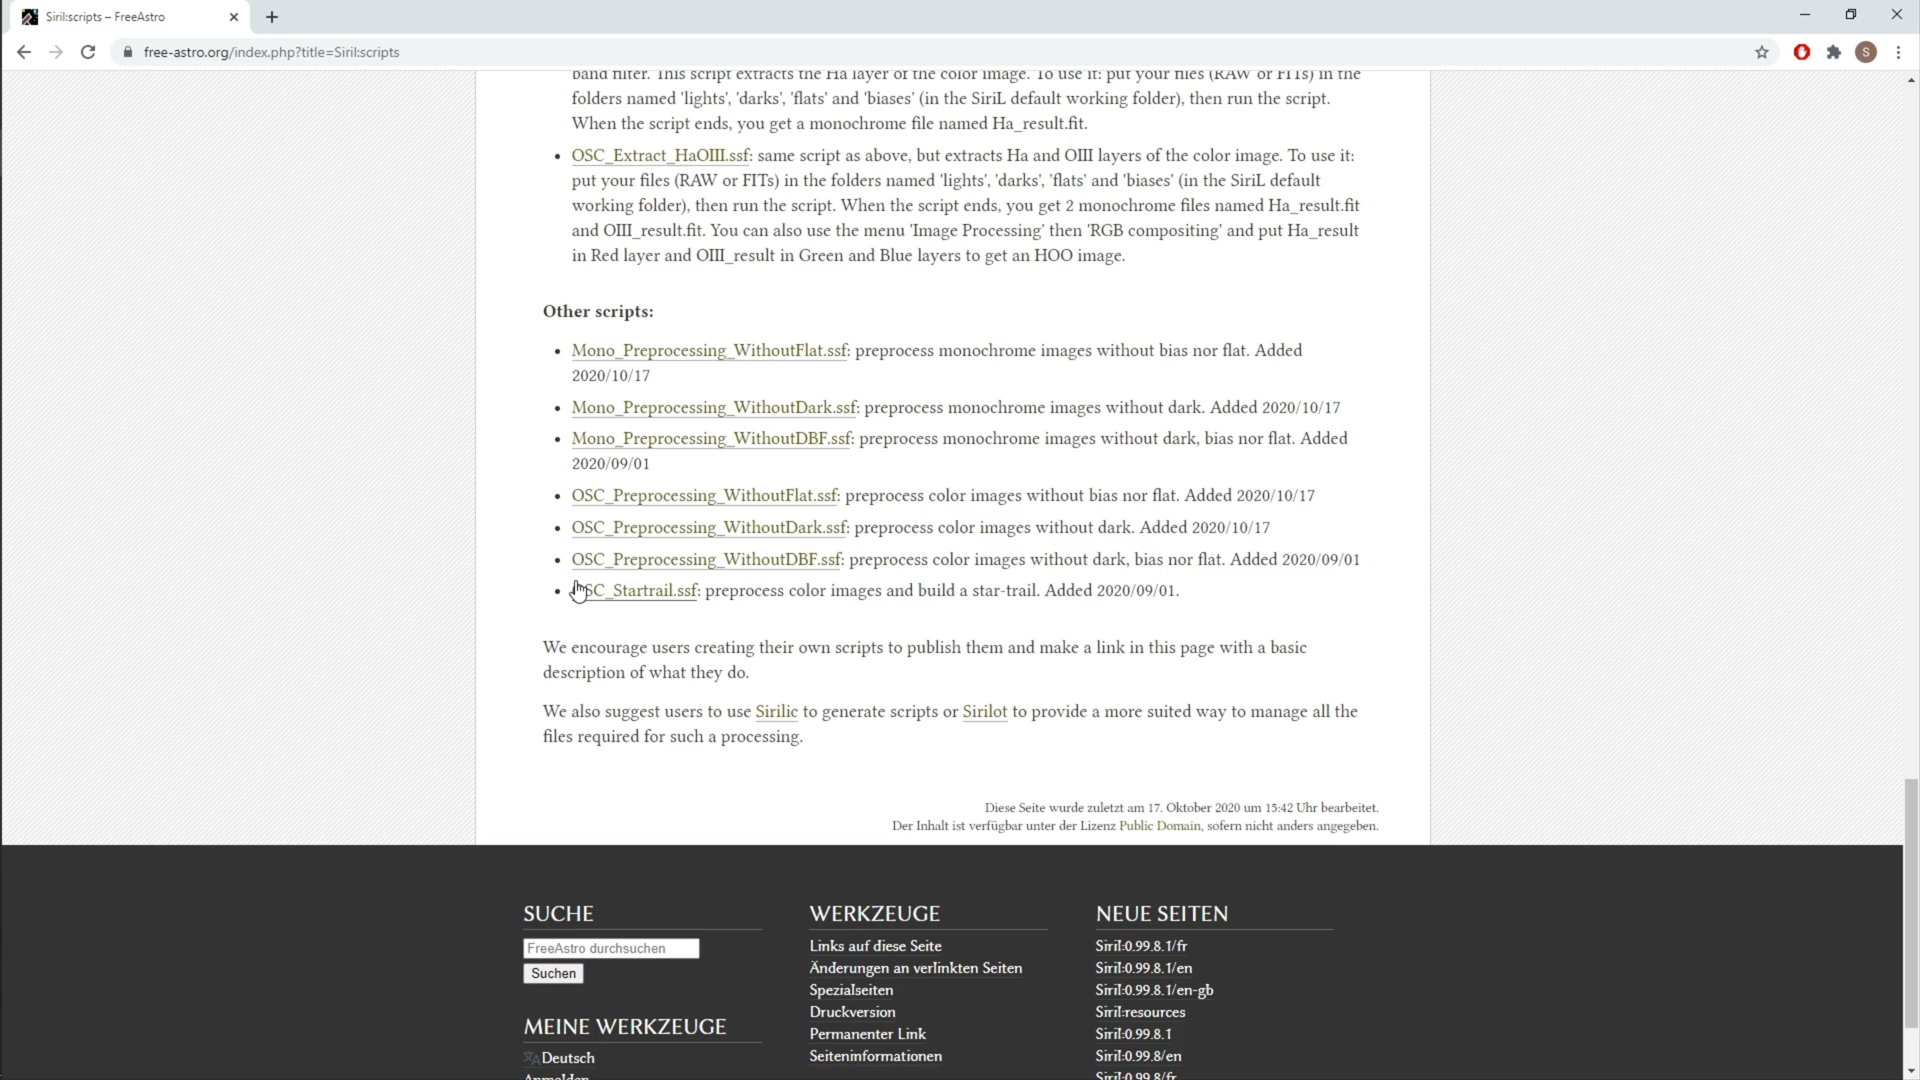 Siril:scripts – FreeAstro
free-astro.org/index.php?title=Siril:scripts
S
band filter. This script extracts the Ha layer of the color image. To use it: put your files (RAW or FITs) in the
folders named 'lights', 'darks', 'flats' and 'biases' (in the SiriL default working folder), then run the script.
When the script ends, you get a monochrome file named Ha_result.fit.
• OSC_Extract_HaOIII.ssf: same script as above, but extracts Ha and OIII layers of the color image. To use it:
put your files (RAW or FITs) in the folders named 'lights', 'darks', 'flats' and 'biases' (in the SiriL default
working folder), then run the script. When the script ends, you get 2 monochrome files named Ha_result.fit
and OIII_result.fit. You can also use the menu 'Image Processing' then 'RGB compositing' and put Ha_result
in Red layer and OIII_result in Green and Blue layers to get an HOO image.
Other scripts:
• Mono_Preprocessing_WithoutFlat.ssf: preprocess monochrome images without bias nor flat. Added
2020/10/17
• Mono_Preprocessing_WithoutDark.ssf: preprocess monochrome images without dark. Added 2020/10/17
• Mono_Preprocessing_WithoutDBF.ssf: preprocess monochrome images without dark, bias nor flat. Added
2020/09/01
• OSC_Preprocessing_WithoutFlat.ssf: preprocess color images without bias nor flat. Added 2020/10/17
• OSC_Preprocessing_WithoutDark.ssf: preprocess color images without dark. Added 2020/10/17
• OSC_Preprocessing_WithoutDBF.ssf: preprocess color images without dark, bias nor flat. Added 2020/09/01
• OSC_Startrail.ssf: preprocess color images and build a star-trail. Added 2020/09/01.
We encourage users creating their own scripts to publish them and make a link in this page with a basic
description of what they do.
We also suggest users to use Sirilic to generate scripts or Sirilot to provide a more suited way to manage all the
files required for such a processing.
Diese Seite wurde zuletzt am 17. Oktober 2020 um 15:42 Uhr bearbeitet.
Der Inhalt ist verfügbar unter der Lizenz Public Domain, sofern nicht anders angegeben.
SUCHE
FreeAstro durchsuchen
Suchen
MEINE WERKZEUGE
Deutsch
Anmelden
WERKZEUGE
Links auf diese Seite
Änderungen an verlinkten Seiten
Spezialseiten
Druckversion
Permanenter Link
Seiteninformationen
NEUE SEITEN
Siril:0.99.8.1/fr
Siril:0.99.8.1/en
Siril:0.99.8.1/en-gb
Siril:resources
Siril:0.99.8.1
Siril:0.99.8/en
Siril:0.99.8/fr